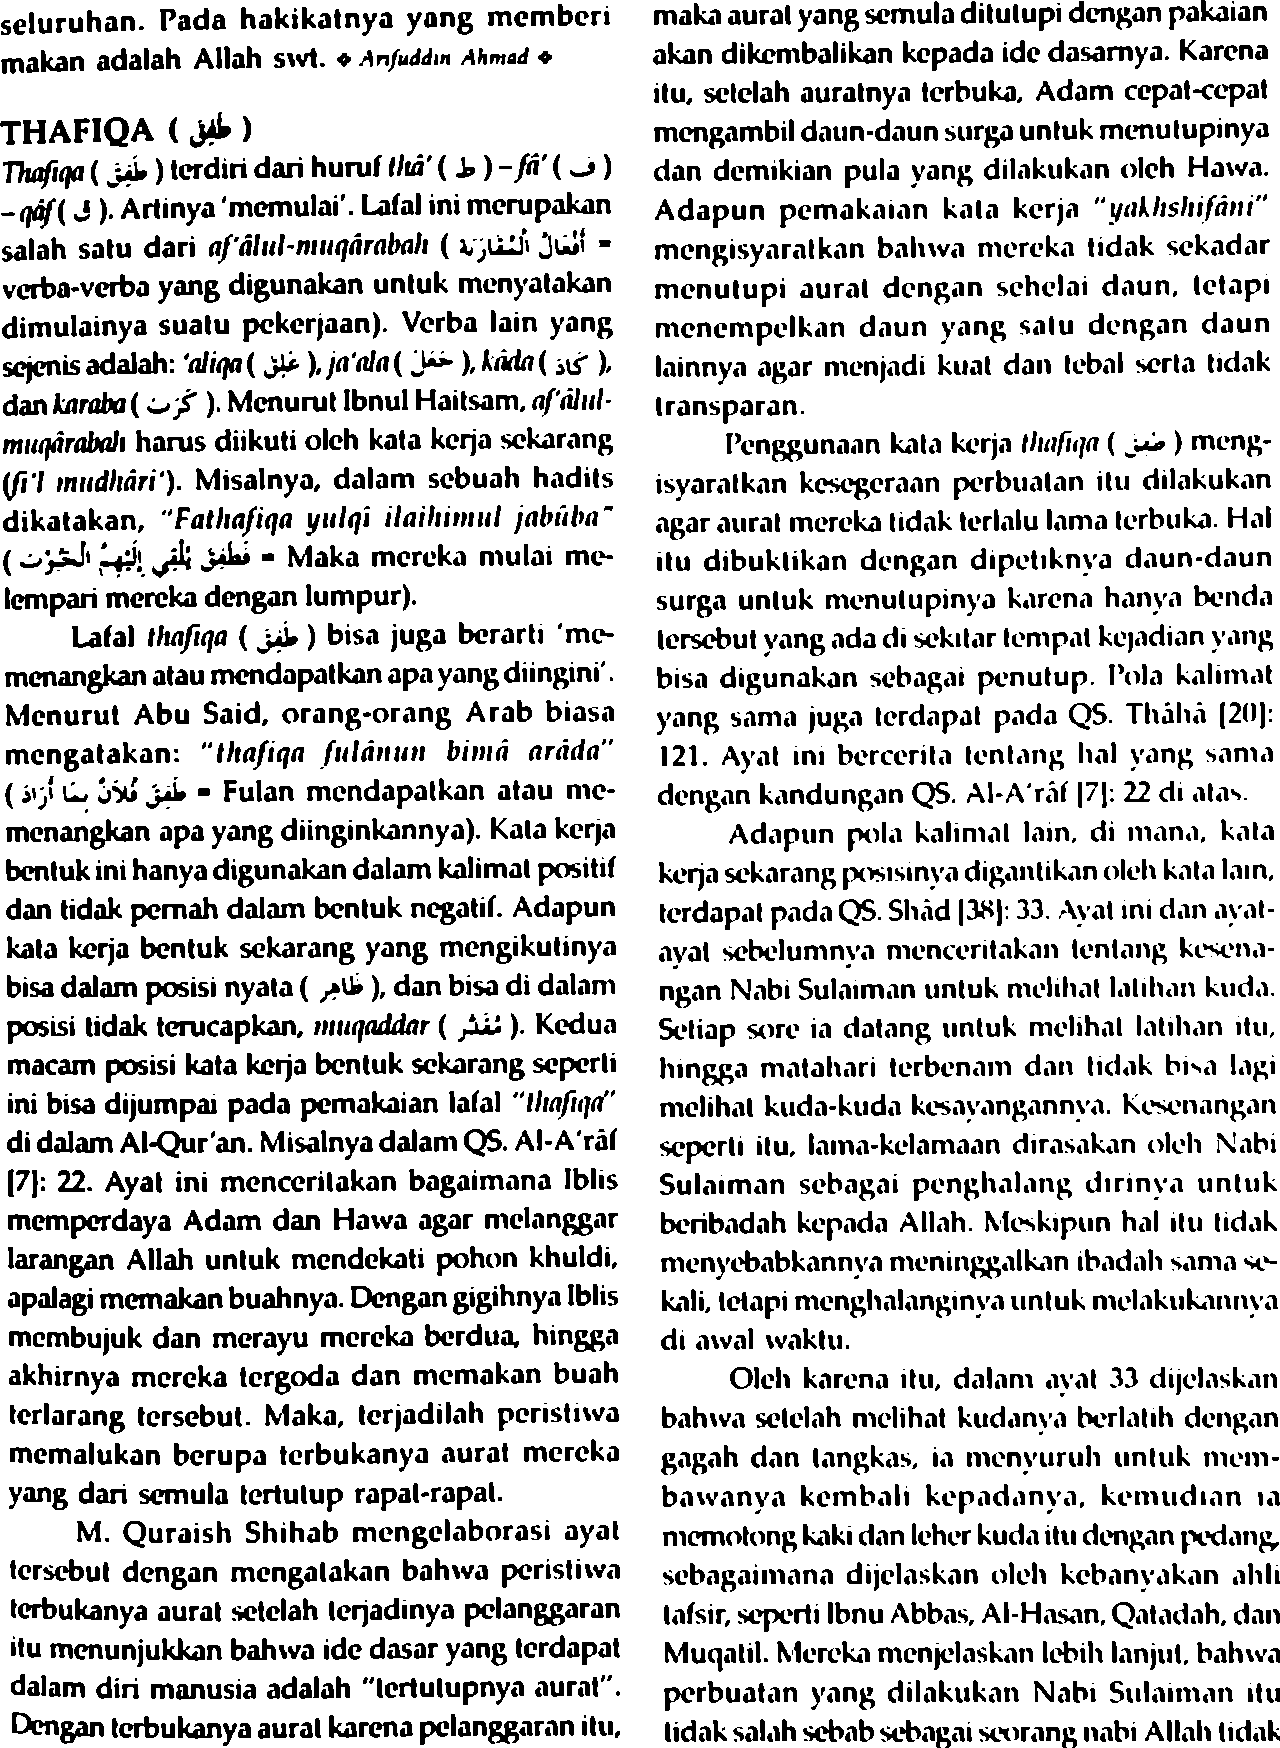 seluruhan. Pada hakikatnya yang memberi
makan adalah Allah swt. ◆ Arifuddin Ahmad ◆
THAFIQA ( طَفِقَ )
Thafiqa ( طَفِقَ ) terdiri dari huruf thâ' ( ط ) – fâ' ( ف )
– qâf ( ق ). Artinya 'memulai'. Lafal ini merupakan
salah satu dari af'âlul-muqârabah ( أَفْعَالُ الْمُقَارَبَة =
verba-verba yang digunakan untuk menyatakan
dimulainya suatu pekerjaan). Verba lain yang
sejenis adalah: 'aliqa ( عَلِقَ ), ja'ala ( جَعَلَ ), kâda ( كَادَ ),
dan karaba ( كَرَبَ ). Menurut Ibnul Haitsam, af'âlul-
muqârabah harus diikuti oleh kata kerja sekarang
(fi'l mudhâri'). Misalnya, dalam sebuah hadits
dikatakan, "Fathafiqa yulqî ilaihimul jabûba"
( فَطَفِقَ يُلْقِي إِلَيْهِمُ الْجَبُوْبَ = Maka mereka mulai me-
lempari mereka dengan lumpur).
Lafal thafiqa ( طَفِقَ ) bisa juga berarti 'me-
menangkan atau mendapatkan apa yang diingini'.
Menurut Abu Said, orang-orang Arab biasa
mengatakan: "thafiqa fulânun bimâ arâda"
( طَفِقَ فُلَانٌ بِمَا أَرَادَ = Fulan mendapatkan atau me-
menangkan apa yang diinginkannya). Kata kerja
bentuk ini hanya digunakan dalam kalimat positif
dan tidak pernah dalam bentuk negatif. Adapun
kata kerja bentuk sekarang yang mengikutinya
bisa dalam posisi nyata ( ظَاهِر ), dan bisa di dalam
posisi tidak terucapkan, muqaddar ( مُقَدَّر ). Kedua
macam posisi kata kerja bentuk sekarang seperti
ini bisa dijumpai pada pemakaian lafal "thafiqa"
di dalam Al-Qur'an. Misalnya dalam QS. Al-A'râf
[7]: 22. Ayat ini menceritakan bagaimana Iblis
memperdaya Adam dan Hawa agar melanggar
larangan Allah untuk mendekati pohon khuldi,
apalagi memakan buahnya. Dengan gigihnya Iblis
membujuk dan merayu mereka berdua, hingga
akhirnya mereka tergoda dan memakan buah
terlarang tersebut. Maka, terjadilah peristiwa
memalukan berupa terbukanya aurat mereka
yang dari semula tertutup rapat-rapat.
M. Quraish Shihab mengelaborasi ayat
tersebut dengan mengatakan bahwa peristiwa
terbukanya aurat setelah terjadinya pelanggaran
itu menunjukkan bahwa ide dasar yang terdapat
dalam diri manusia adalah "tertutupnya aurat".
Dengan terbukanya aurat karena pelanggaran itu,
maka aurat yang semula ditutupi dengan pakaian
akan dikembalikan kepada ide dasarnya. Karena
itu, setelah auratnya terbuka, Adam cepat-cepat
mengambil daun-daun surga untuk menutupinya
dan demikian pula yang dilakukan oleh Hawa.
Adapun pemakaian kata kerja "yakhshifâni"
mengisyaratkan bahwa mereka tidak sekadar
menutupi aurat dengan sehelai daun, tetapi
menempelkan daun yang satu dengan daun
lainnya agar menjadi kuat dan tebal serta tidak
transparan.
Penggunaan kata kerja thafiqa ( طَفِقَ ) meng-
isyaratkan kesegeraan perbuatan itu dilakukan
agar aurat mereka tidak terlalu lama terbuka. Hal
itu dibuktikan dengan dipetiknya daun-daun
surga untuk menutupinya karena hanya benda
tersebut yang ada di sekitar tempat kejadian yang
bisa digunakan sebagai penutup. Pola kalimat
yang sama juga terdapat pada QS. Thâhâ [20]:
121. Ayat ini bercerita tentang hal yang sama
dengan kandungan QS. Al-A'râf [7]: 22 di atas.
Adapun pola kalimat lain, di mana, kata
kerja sekarang posisinya digantikan oleh kata lain,
terdapat pada QS. Shâd [38]: 33. Ayat ini dan ayat-
ayat sebelumnya menceritakan tentang kesena-
ngan Nabi Sulaiman untuk melihat latihan kuda.
Setiap sore ia datang untuk melihat latihan itu,
hingga matahari terbenam dan tidak bisa lagi
melihat kuda-kuda kesayangannya. Kesenangan
seperti itu, lama-kelamaan dirasakan oleh Nabi
Sulaiman sebagai penghalang dirinya untuk
beribadah kepada Allah. Meskipun hal itu tidak
menyebabkannya meninggalkan ibadah sama se-
kali, tetapi menghalanginya untuk melakukannya
di awal waktu.
Oleh karena itu, dalam ayat 33 dijelaskan
bahwa setelah melihat kudanya berlatih dengan
gagah dan tangkas, ia menyuruh untuk mem-
bawanya kembali kepadanya, kemudian ia
memotong kaki dan leher kuda itu dengan pedang,
sebagaimana dijelaskan oleh kebanyakan ahli
tafsir, seperti Ibnu Abbas, Al-Hasan, Qatadah, dan
Muqatil. Mereka menjelaskan lebih lanjut, bahwa
perbuatan yang dilakukan Nabi Sulaiman itu
tidak salah sebab sebagai seorang nabi Allah tidak